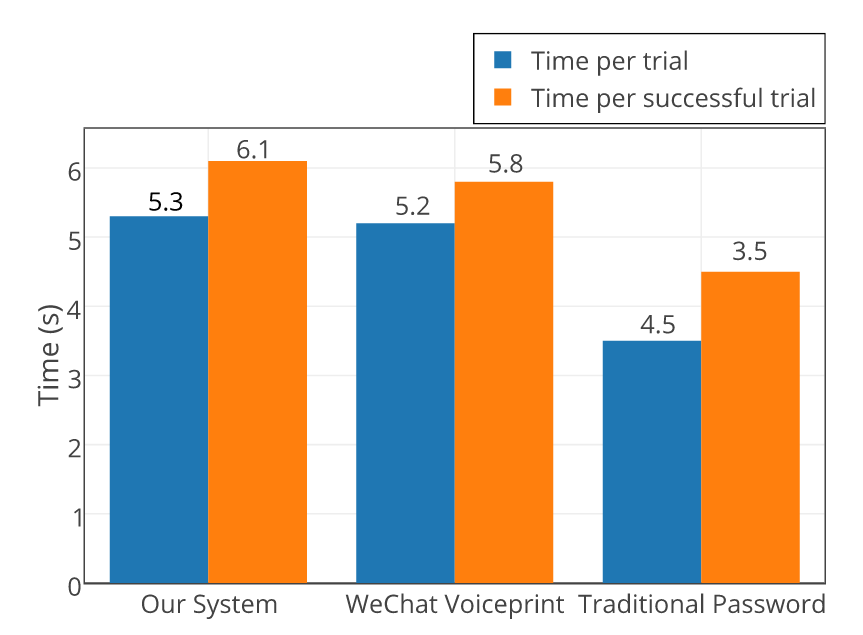 Time per trial
Time per successful trial
6.1
5.8
5.3
5.2
3.5
4.5
6
5
4
3
2
1
0
Time (s)
Our System
WeChat Voiceprint
Traditional Password